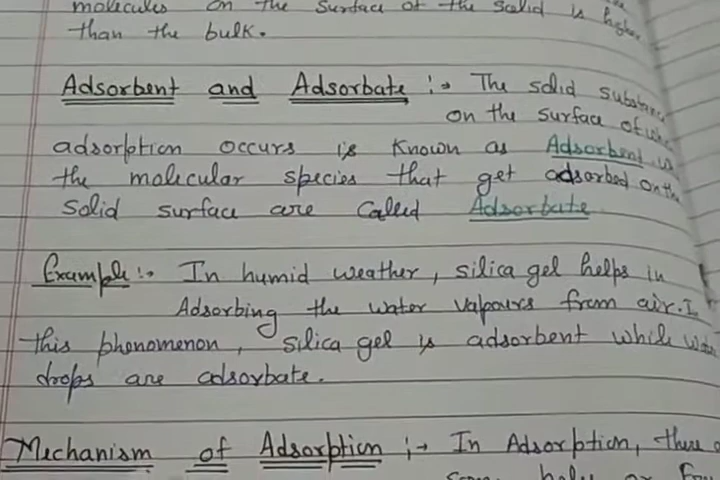 molecules on the surface of the solid is higher
than the bulk.
Adsorbent and Adsorbate :→ The solid substance
on the surface of which
adsorption occurs is known as Adsorbent
the molecular species that get adsorbed on the
solid surface are called Adsorbate
Example :- In humid weather, silica gel helps in
Adsorbing the water vapours from air. I
this phenomenon, silica gel is adsorbent while
drops are adsorbate.
Mechanism of Adsorption :→ In Adsorption, there